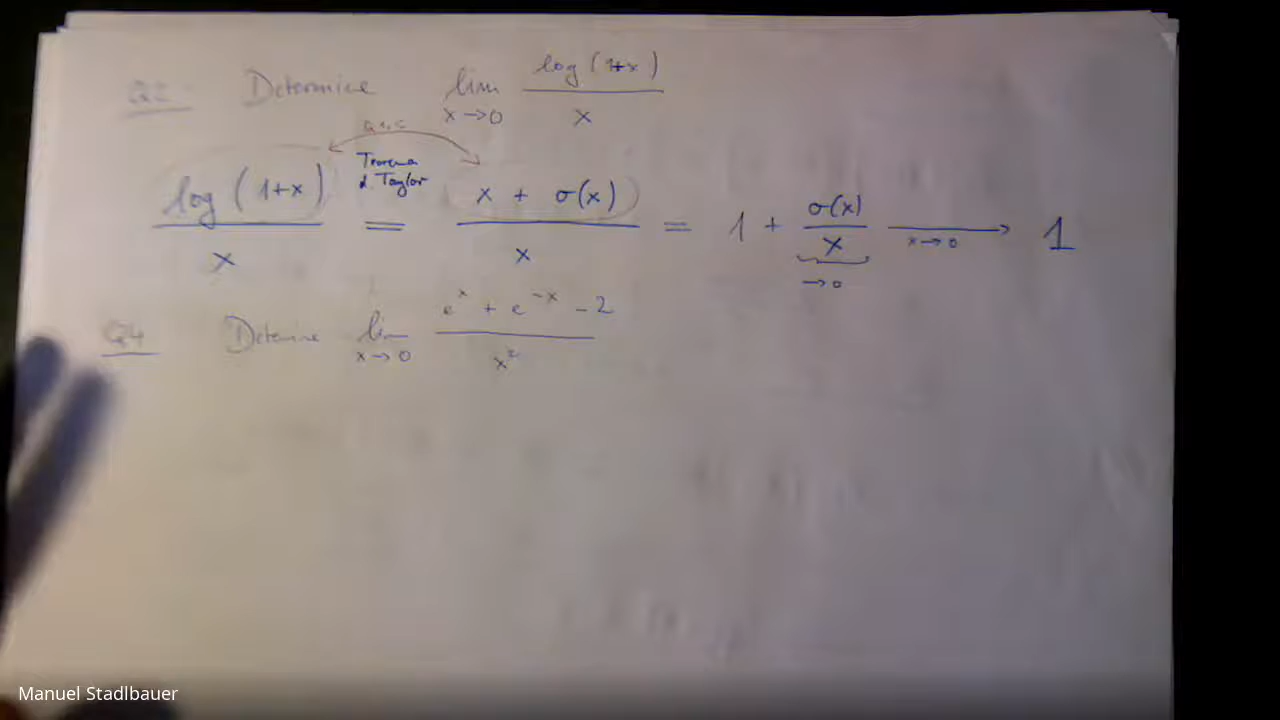 Determine lim x→0 log(1+x) / x
log(1+x) / x = Teorema d Taylor x + σ(x) / x = 1 + σ(x) / x →0 x→0 → 1
Q4 Determine lim x→0 e^x + e^-x - 2 / x^2
Manuel Stadlbauer